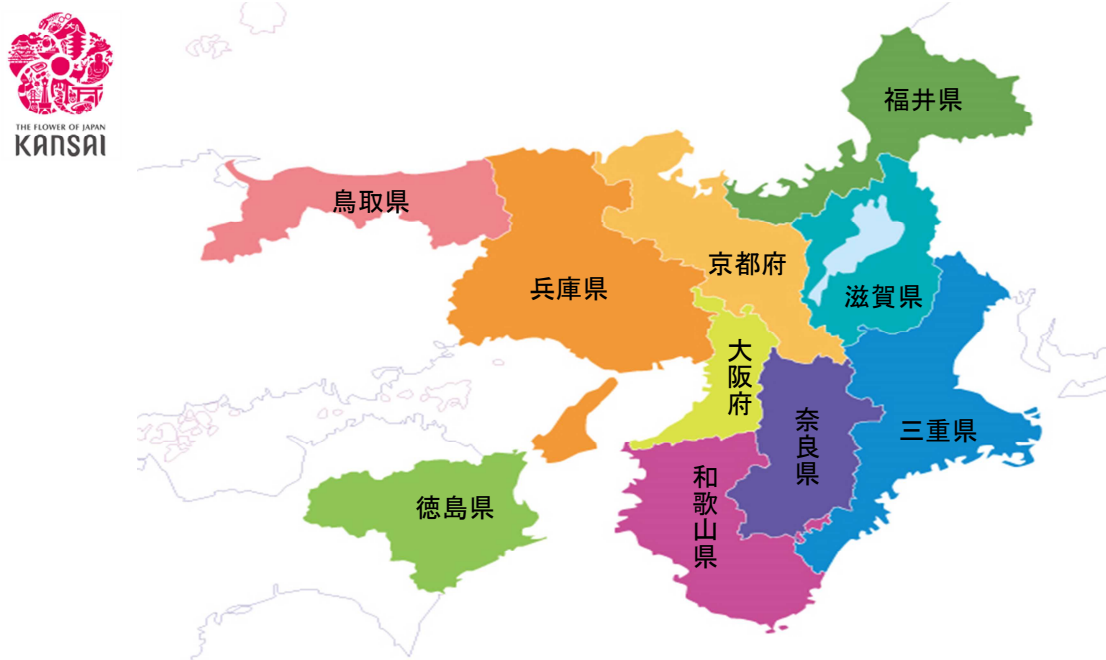 THE FLOWER OF JAPAN
KANSAI
福井県
鳥取県
京都府
兵庫県
滋賀県
大阪府
奈良県
三重県
和歌山県
徳島県